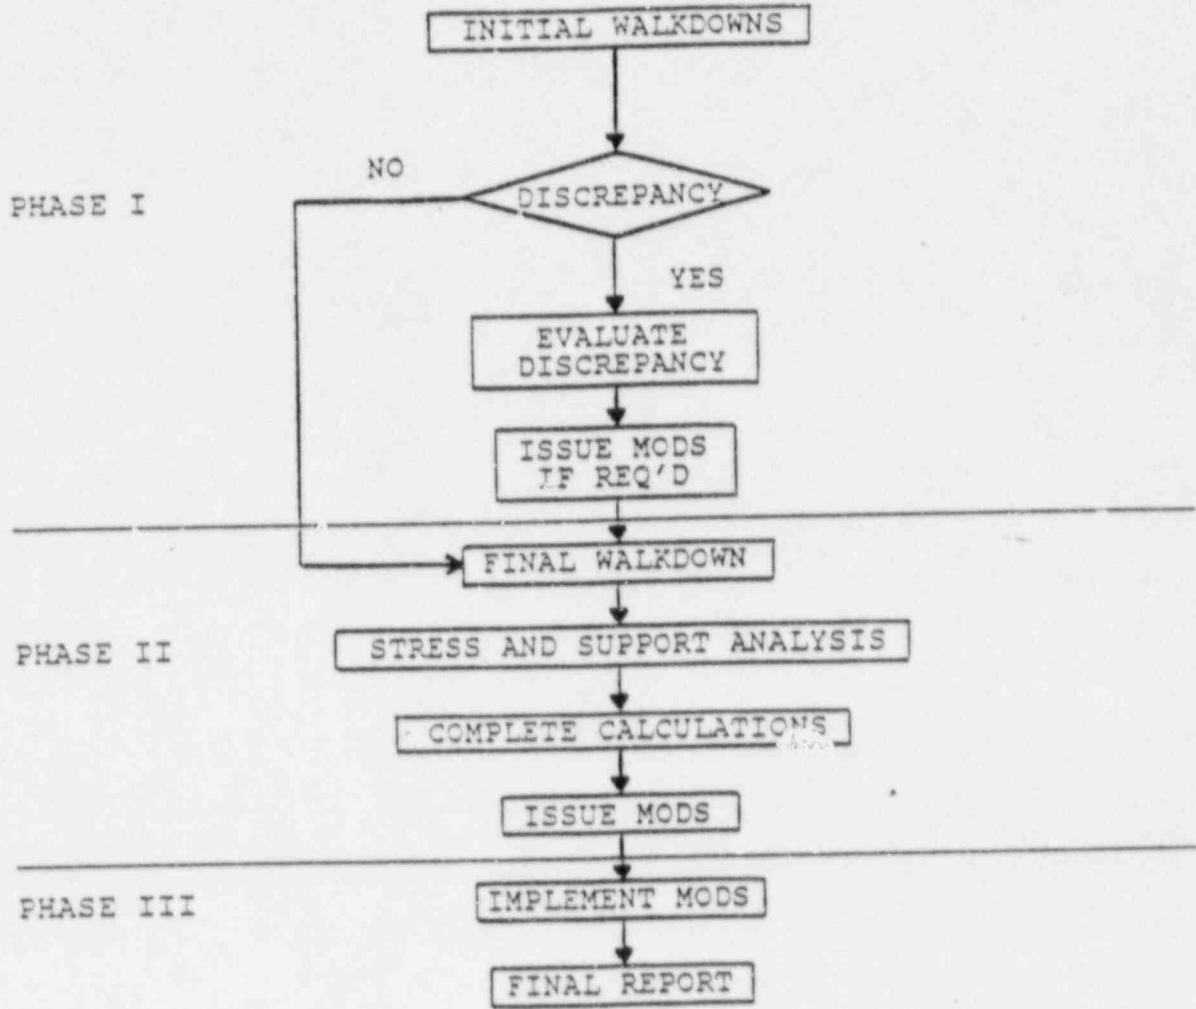 INITIAL WALKDOWNS
NO
PHASE I
DISCREPANCY
YES
EVALUATE
DISCREPANCY
ISSUE MODS
IF REQ'D
FINAL WALKDOWN
PHASE II
STRESS AND SUPPORT ANALYSIS
COMPLETE CALCULATIONS
ISSUE MODS
PHASE III
IMPLEMENT MODS
FINAL REPORT